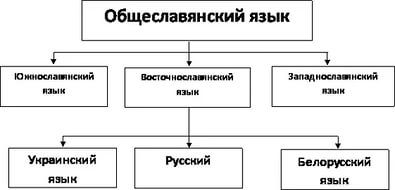 Общеславянский язык
Южнославянский
язык
Восточнославянский
язык
Западнославянский
язык
Украинский
язык
Русский
Белорусский
язык